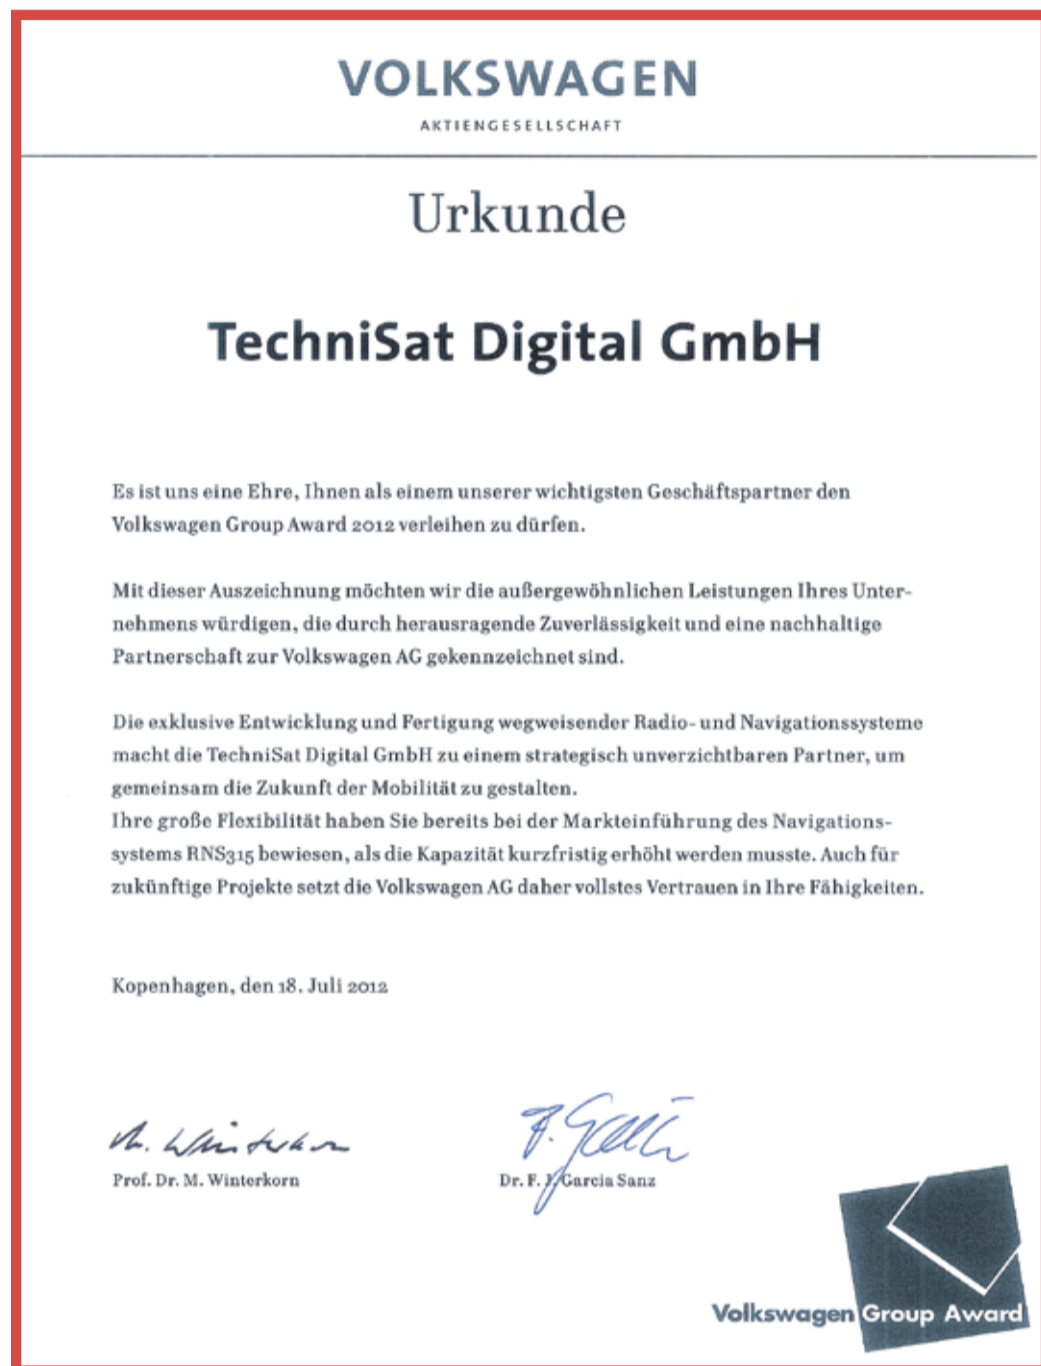 VOLKSWAGEN
AKTIENGESELLSCHAFT
Urkunde
TechniSat Digital GmbH
Es ist uns eine Ehre, Ihnen als einem unserer wichtigsten Geschäftspartner den
Volkswagen Group Award 2012 verleihen zu dürfen.
Mit dieser Auszeichnung möchten wir die außergewöhnlichen Leistungen Ihres Unter-
nehmens würdigen, die durch herausragende Zuverlässigkeit und eine nachhaltige
Partnerschaft zur Volkswagen AG gekennzeichnet sind.
Die exklusive Entwicklung und Fertigung wegweisender Radio- und Navigationssysteme
macht die TechniSat Digital GmbH zu einem strategisch unverzichtbaren Partner, um
gemeinsam die Zukunft der Mobilität zu gestalten.
Ihre große Flexibilität haben Sie bereits bei der Markteinführung des Navigations-
systems RNS315 bewiesen, als die Kapazität kurzfristig erhöht werden musste. Auch für
zukünftige Projekte setzt die Volkswagen AG daher vollstes Vertrauen in Ihre Fähigkeiten.
Kopenhagen, den 18. Juli 2012
M. Winterkorn
Prof. Dr. M. Winterkorn
Dr. F. J. Garcia Sanz
Volkswagen Group Award